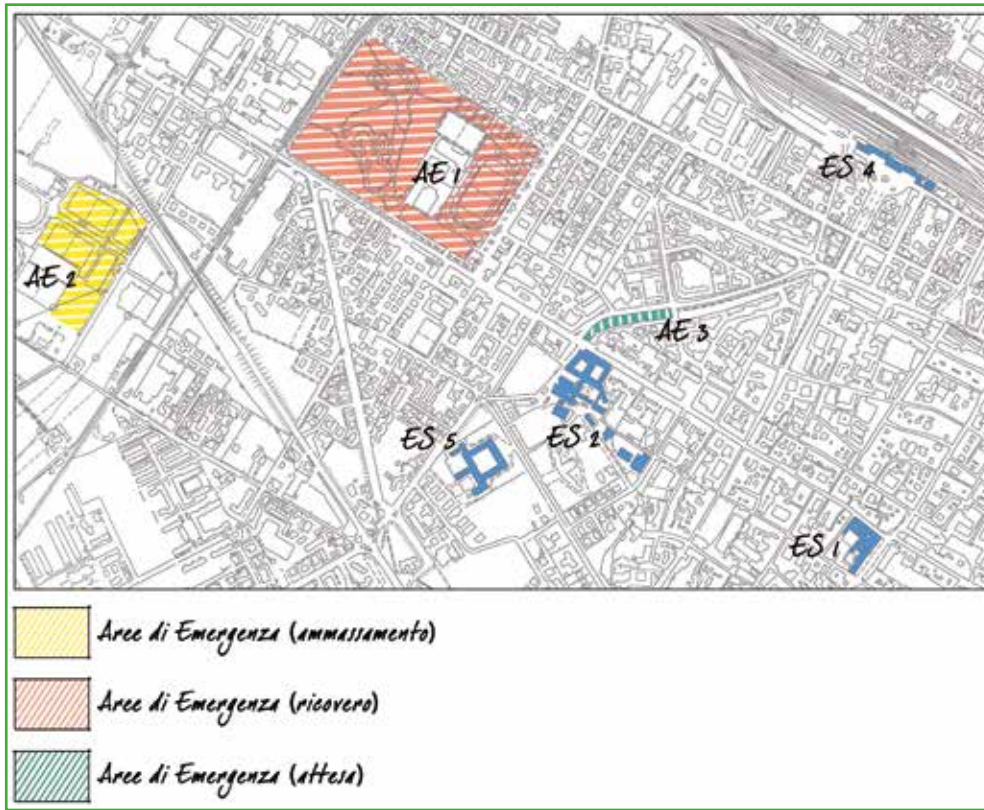 AE 1
ES 4
AE 2
AE 3
ES 5
ES 2
ES 1
Aree di Emergenza (ammassamento)
Aree di Emergenza (ricovero)
Aree di Emergenza (attesa)